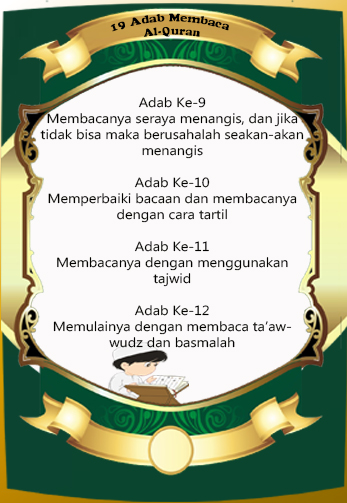 19 Adab Membaca
Al-Quran
Adab Ke-9
Membacanya seraya menangis, dan jika
tidak bisa maka berusahalah seakan-akan
menangis
Adab Ke-10
Memperbaiki bacaan dan membacanya
dengan cara tartil
Adab Ke-11
Membacanya dengan menggunakan
tajwid
Adab Ke-12
Memulainya dengan membaca ta’aw-
wudz dan basmalah